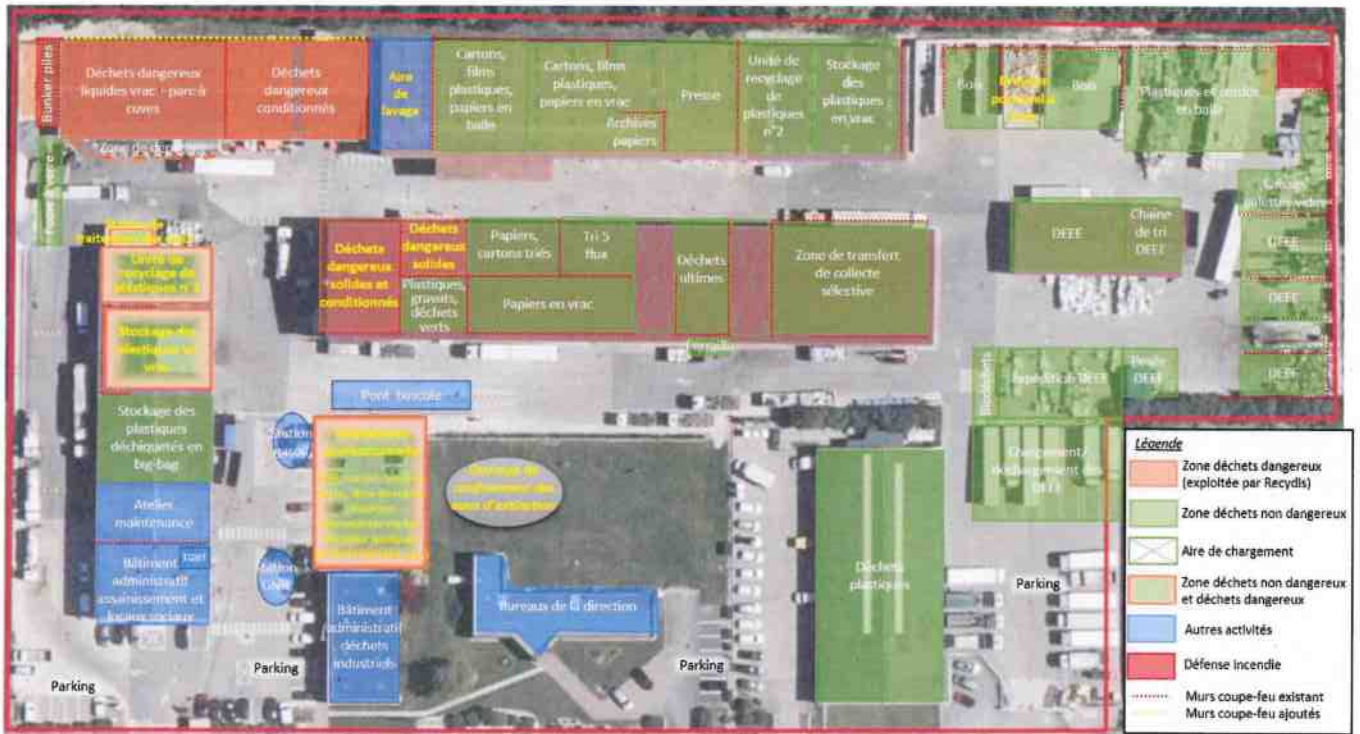 Bunker piles
Déchets dangereux
liquides vrac - parc à
cuves
Déchets
dangereux
conditionnés
Aire
de
lavage
Cartons,
films
plastiques,
papiers en
balle
Cartons, films
plastiques,
papiers en vrac
Archives
papiers
Presse
Unité de
recyclage
de
plastiques
n°2
Stockage
des
plastiques
en vrac
Bois
Bois
Plastiques et
en balle
Zone de
Unité de
recyclage de
plastiques n°
Stockage des
plastiques en
vrac
Stockage des
plastiques
déchiquetés en
big-bag
Atelier
maintenance
Bâtiment
administratif
assainissement et
locaux sociaux
Déchets
dangereux
solides et
conditionnés
Déchets
dangereux
solides
Plastiques,
gravats,
déchets
verts
Papiers,
cartons triés
Tri 5
flux
Papiers en vrac
Déchets
ultimes
Zone de transfert
de collecte
sélective
DEEE
Chaine
de tri
DEEE
DEEE
DEEE
DEEE
Expédition DEEE
DEEE
Chargement/
déchargement des
DEEE
Pont bascule
Station
Station
GNR
confinement des
eaux d'extinction
Bureaux de la direction
Bâtiment
administratif
déchets
industriels
Déchets
plastiques
Parking
Parking
Parking
Parking
Légende
Zone déchets dangereux
(exploitée par Recydis)
Zone déchets non dangereux
Aire de chargement
Zone déchets non dangereux
et déchets dangereux
Autres activités
Défense incendie
Murs coupe-feu existant
Murs coupe-feu ajoutés